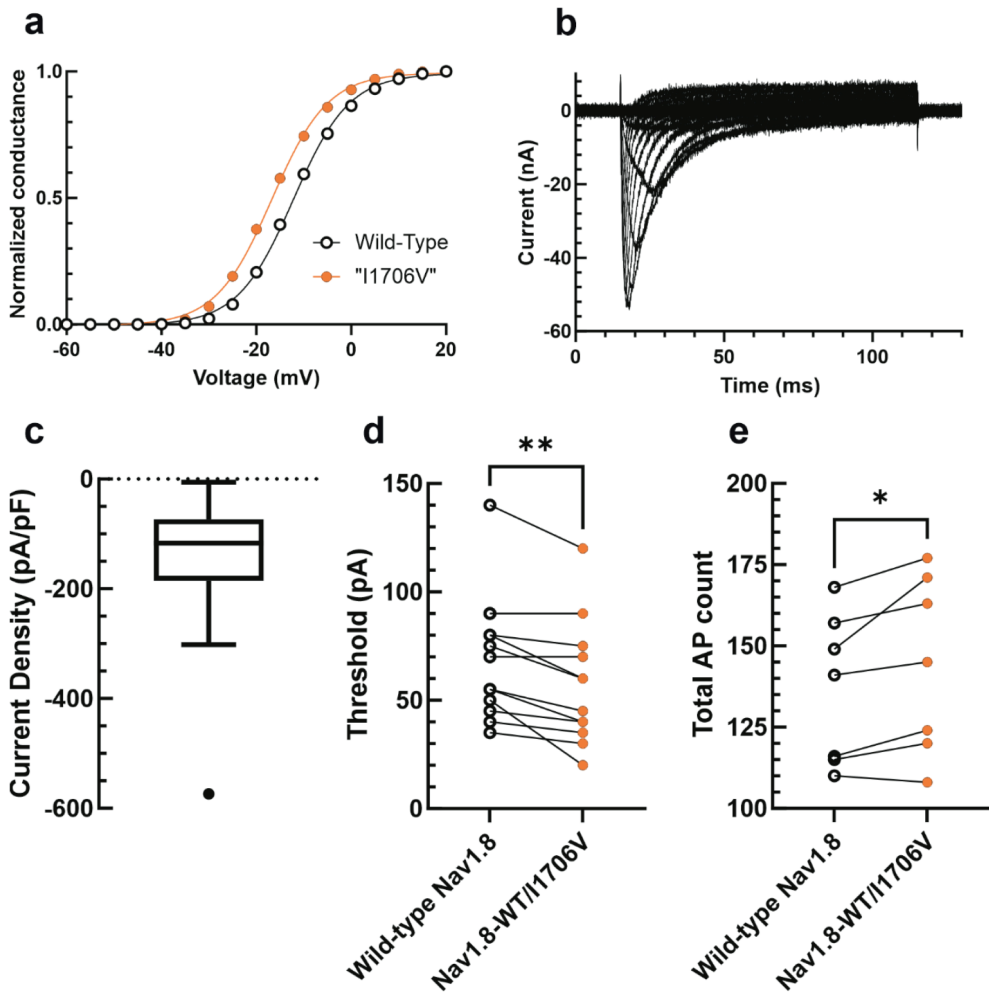 a
Normalized conductance
1.0
0.5
0.0
-60
-40
-20
0
20
Voltage (mV)
Wild-Type
"I1706V"
b
Current (nA)
0
-20
-40
-60
0
50
100
Time (ms)
c
Current Density (pA/pF)
0
-200
-400
-600
d
**
Threshold (pA)
150
100
50
0
Wild-type Nav1.8
Nav1.8-WT/I1706V
e
*
Total AP count
200
175
150
125
100
Wild-type Nav1.8
Nav1.8-WT/I1706V